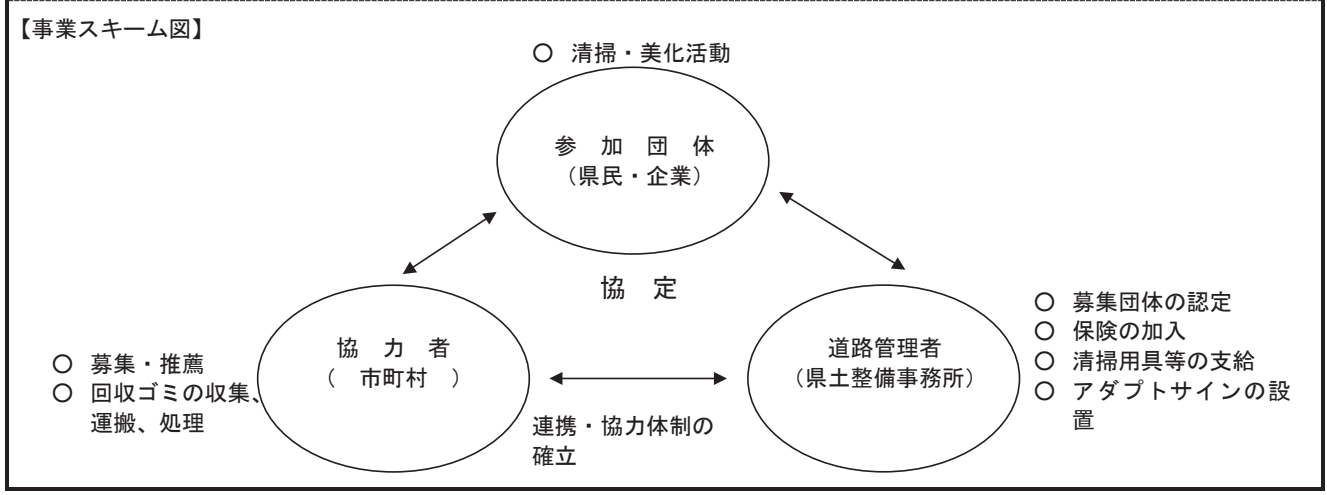 【事業スキーム図】
○ 清掃・美化活動
参 加 団 体
（県民・企業）
協 定
協 力 者
（ 市町村 ）
○ 募集・推薦
○ 回収ゴミの収集、
運搬、処理
道路管理者
（県土整備事務所）
○ 募集団体の認定
○ 保険の加入
○ 清掃用具等の支給
○ アダプトサインの設
置
連携・協力体制の
確立